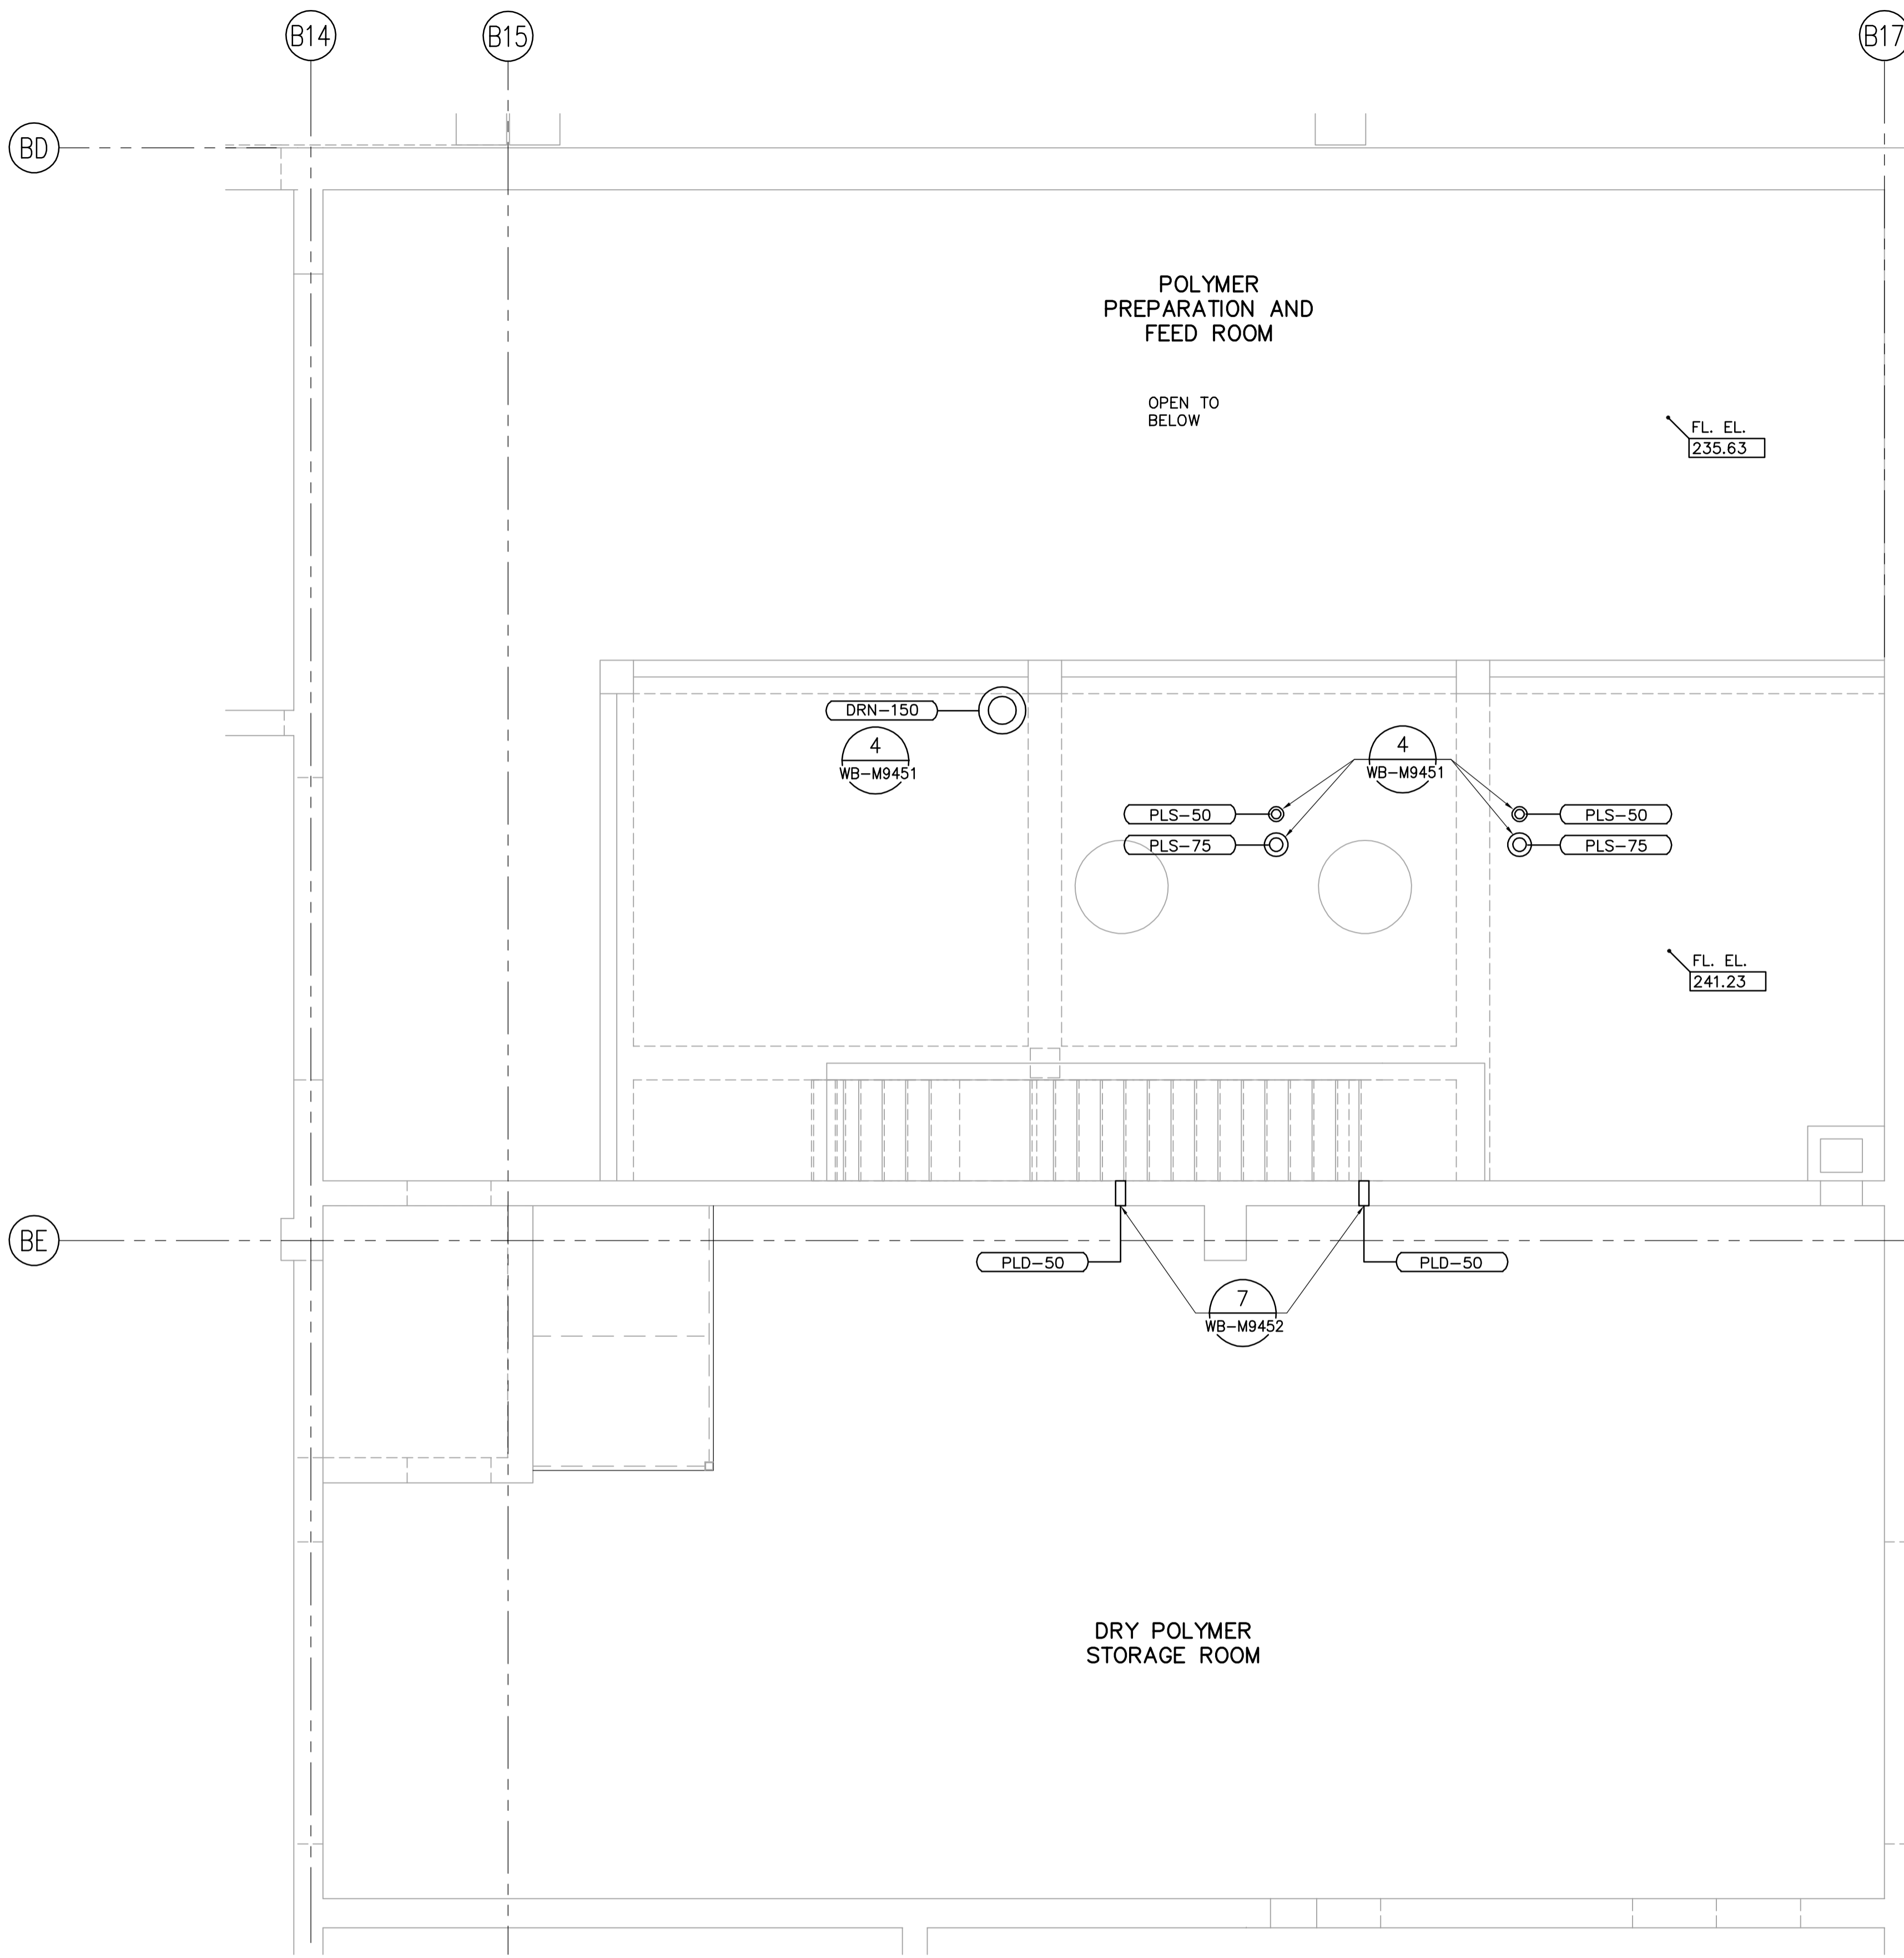 B14
B15
B17
BD
POLYMER
PREPARATION AND
FEED ROOM
OPEN TO
BELOW
FL. EL.
235.63
DRN-150
4
WB-M9451
4
WB-M9451
PLS-50
PLS-50
PLS-75
PLS-75
FL. EL.
241.23
BE
PLD-50
PLD-50
7
WB-M9452
DRY POLYMER
STORAGE ROOM